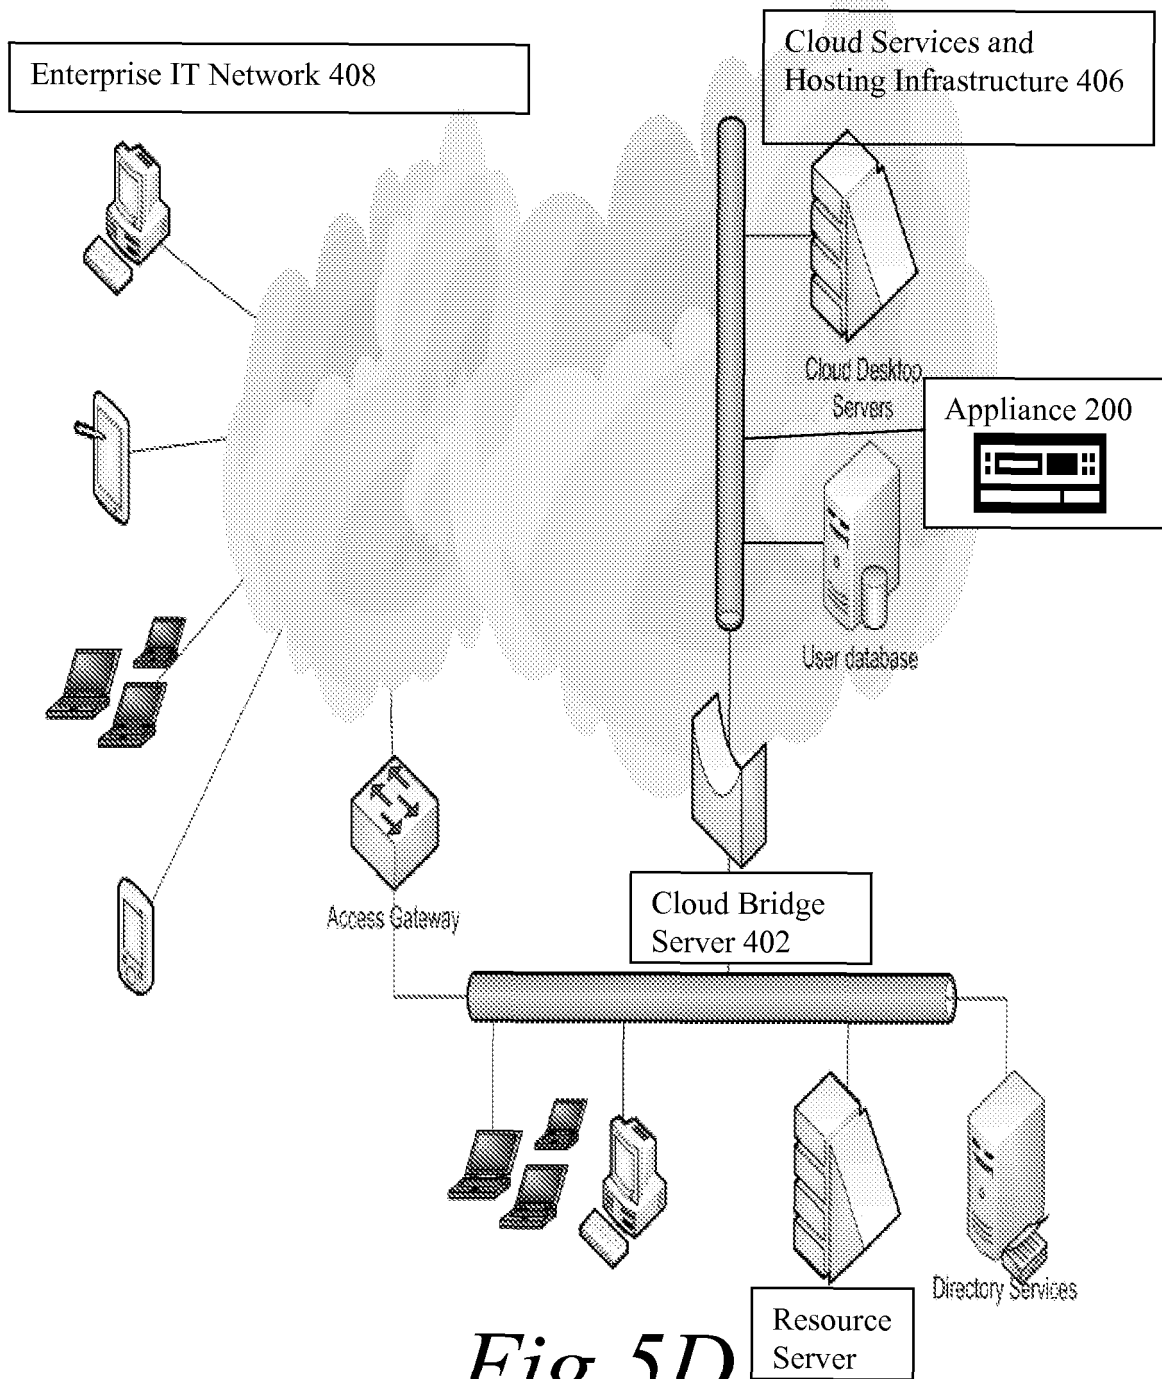 Enterprise IT Network 408
Cloud Services and
Hosting Infrastructure 406
Cloud Desktop
Servers
Appliance 200
User database
Access Gateway
Cloud Bridge
Server 402
Directory Services
Resource
Server
Fig 5D